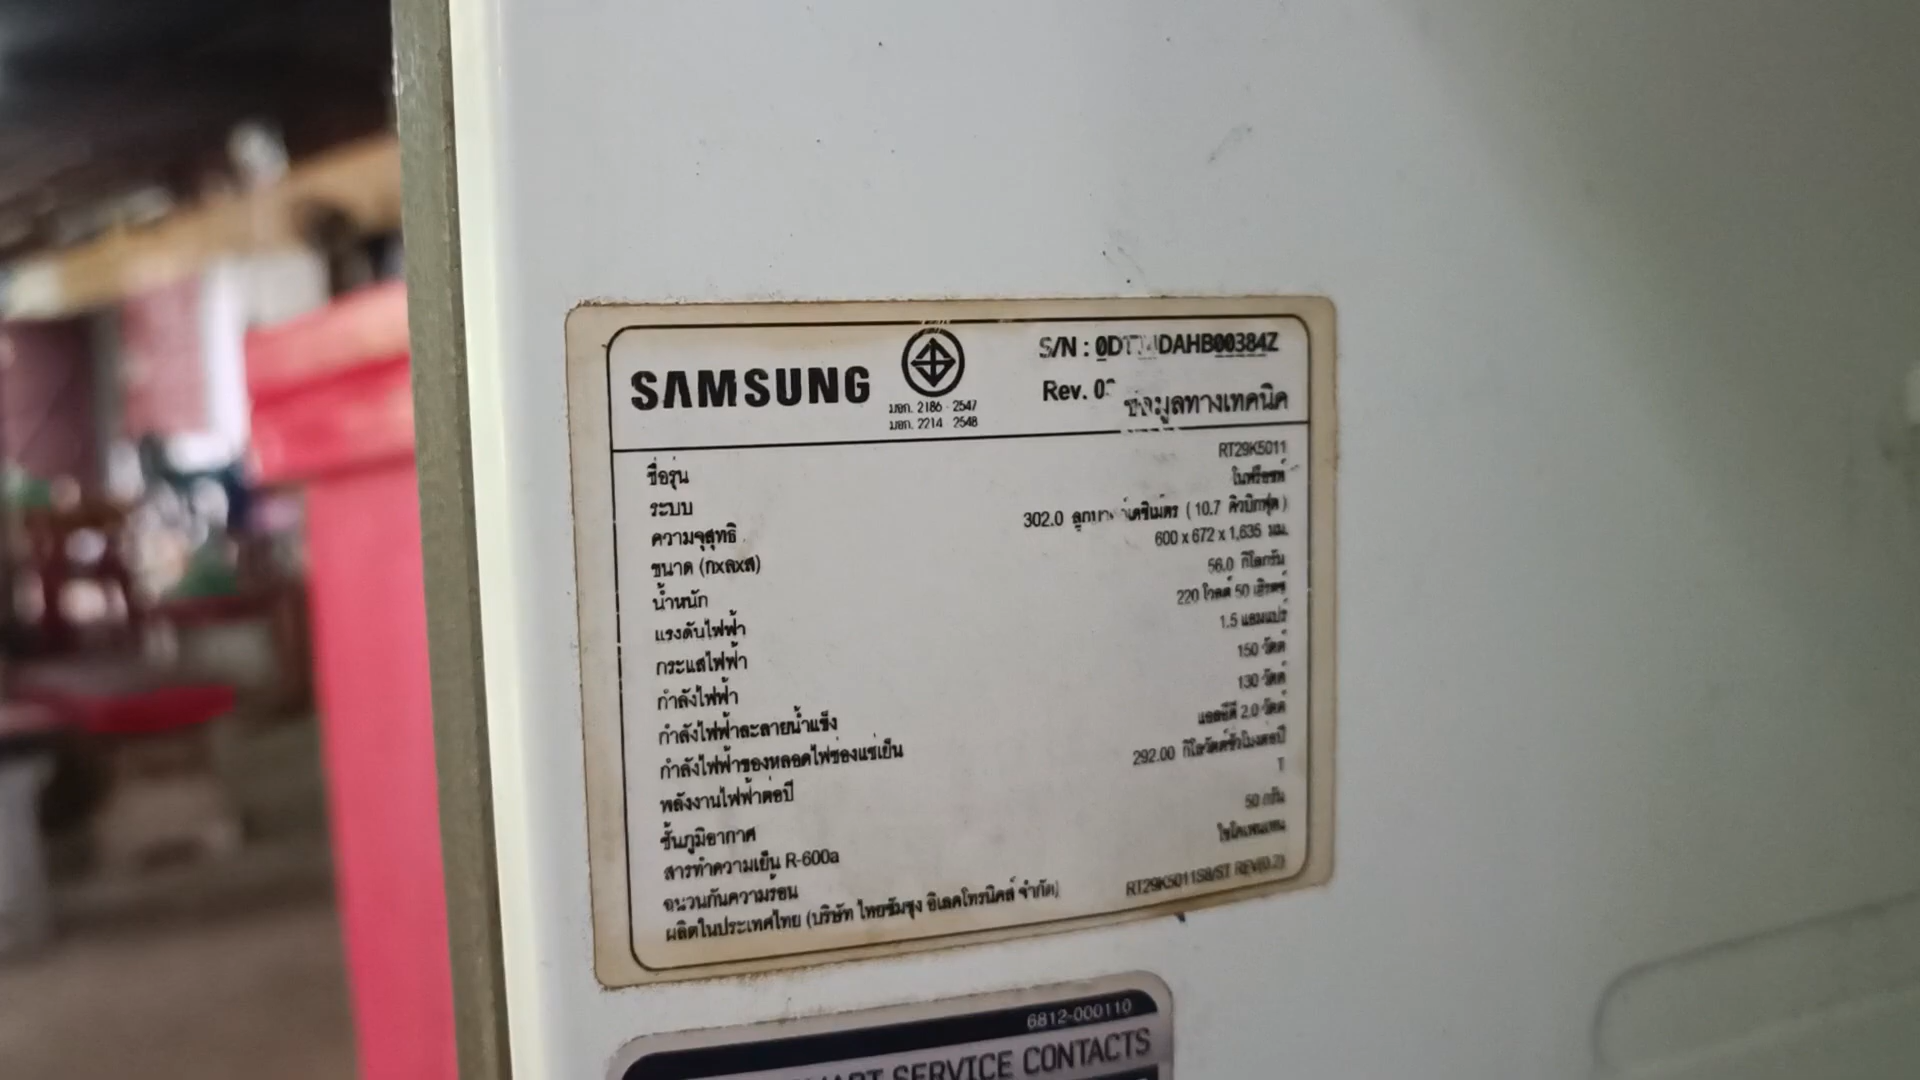 SAMSUNG
มอก. 2186 - 2547
มอก. 2214 2548
S/N : DAHB00384Z
Rev.
ข้อมูลทางเทคนิค
ชื่อรุ่น RT29K5011
ระบบ โนฟรอสท์
ความจุสุทธิ 302.0 ลูกบาศก์เดซิเมตร ( 10.7 คิวบิกฟุต )
ขนาด (กxลxส) 600 x 672 x 1,635 มม.
น้ำหนัก 56.0 กิโลกรัม
แรงดันไฟฟ้า 220 โวลต์ 50 เฮิรตซ์
กระแสไฟฟ้า 1.5 แอมแปร์
กำลังไฟฟ้า 150 วัตต์
กำลังไฟฟ้าละลายน้ำแข็ง 130 วัตต์
กำลังไฟฟ้าของหลอดไฟช่องแช่เย็น แอลอีดี 2.0 วัตต์
พลังงานไฟฟ้าต่อปี 292.00 กิโลวัตต์ชั่วโมงต่อปี
ชั้นภูมิอากาศ T
สารทำความเย็น R-600a 50 กรัม
ฉนวนกันความร้อน ไซโคลเพนเทน
ผลิตในประเทศไทย (บริษัท ไทยซัมซุง อิเลคโทรนิคส์ จำกัด) RT29K5011S8/ST REV(0.2)
6812-000110
SERVICE CONTACTS